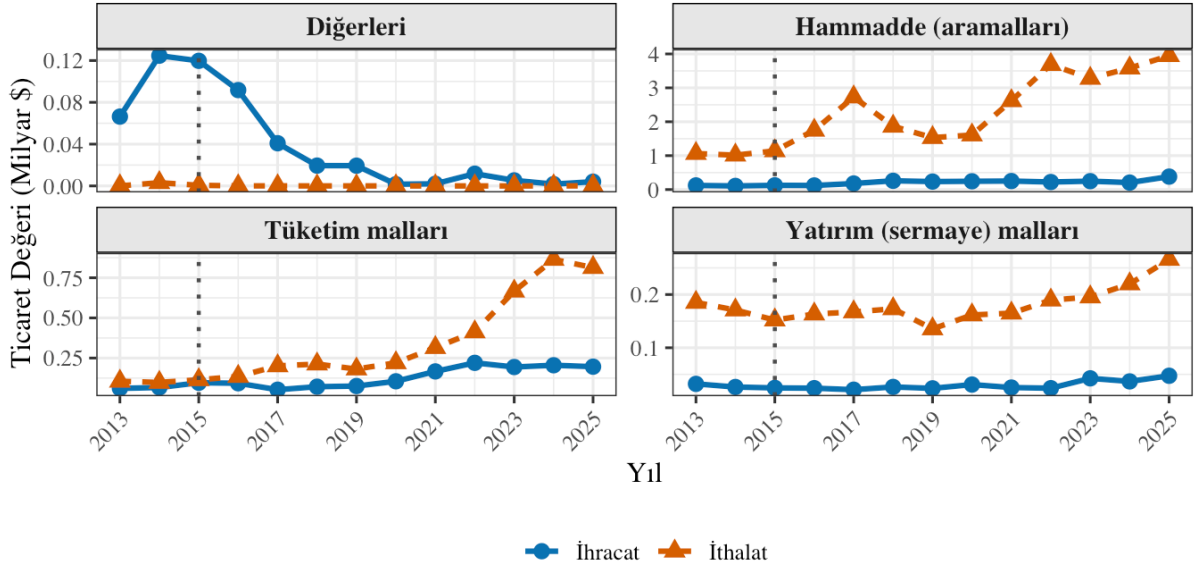 Diğerleri
0.12
0.08
0.04
0.00
Hammadde (aramalları)
4
3
2
1
0
Tüketim malları
0.75
0.50
0.25
2013 2015 2017 2019 2021 2023 2025
Yatırım (sermaye) malları
0.2
0.1
2013 2015 2017 2019 2021 2023 2025
Ticaret Değeri (Milyar $)
Yıl
İhracat İthalat